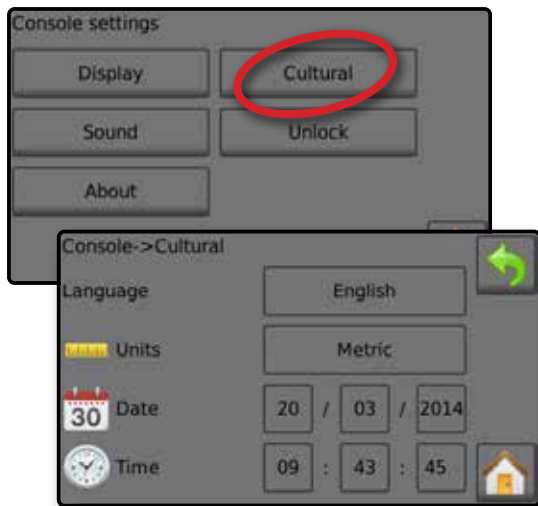 Console settings
Display Cultural
Sound Unlock
About
Console->Cultural
Language English
Units Metric
30 Date 20 / 03 / 2014
Time 09 : 43 : 45